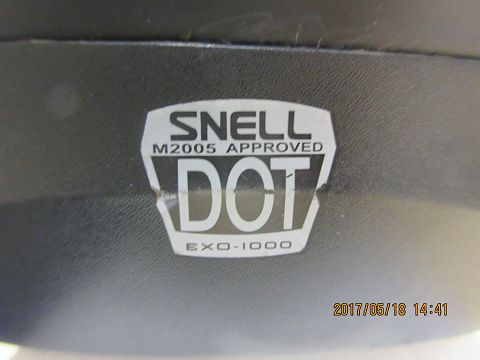 SNELL
M2005 APPROVED
DOT
EXO-1000
2017/05/18 14:41